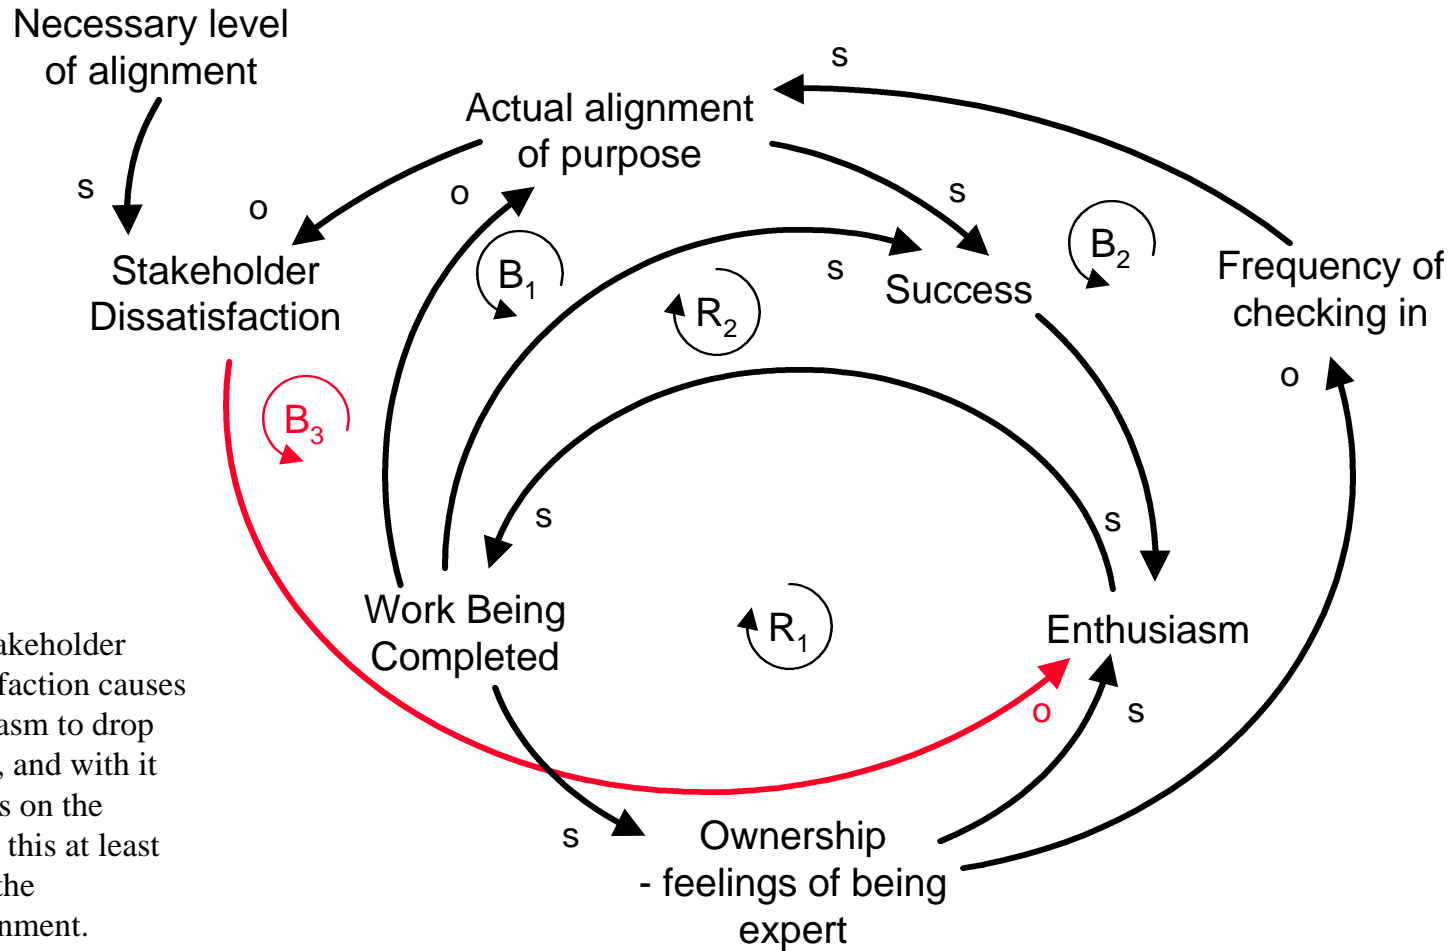 Necessary level
of alignment
s
Actual alignment
of purpose
s
s
o
o
s
B1
B2
Stakeholder
Dissatisfaction
R2
s
Success
Frequency of
checking in
o
B3
s
s
Work Being
Completed
R1
Enthusiasm
akeholder
faction causes
asm to drop
, and with it
s on the
this at least
the
nment.
o
s
s
Ownership
- feelings of being
expert